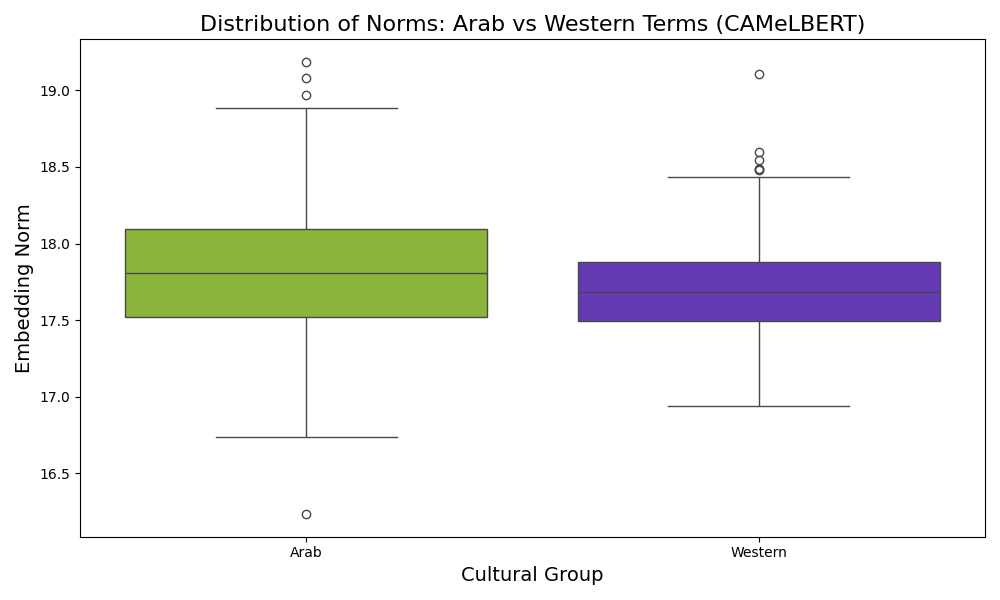 Distribution of Norms: Arab vs Western Terms (CAMeLBERT)
Embedding Norm
19.0
18.5
18.0
17.5
17.0
16.5
Arab
Western
Cultural Group